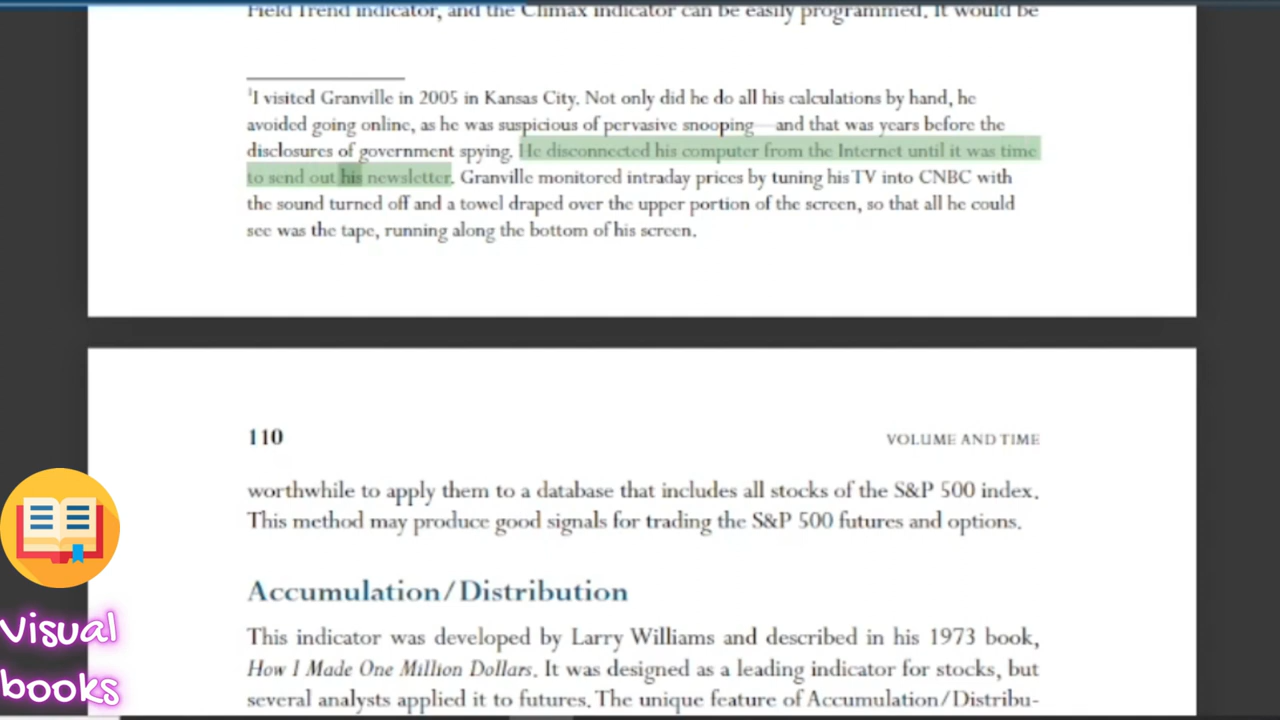 Field Trend indicator, and the Climax indicator can be easily programmed. It would be
¹I visited Granville in 2005 in Kansas City. Not only did he do all his calculations by hand, he
avoided going online, as he was suspicious of pervasive snooping—and that was years before the
disclosures of government spying. He disconnected his computer from the Internet until it was time
to send out his newsletter. Granville monitored intraday prices by tuning his TV into CNBC with
the sound turned off and a towel draped over the upper portion of the screen, so that all he could
see was the tape, running along the bottom of his screen.
110 VOLUME AND TIME
worthwhile to apply them to a database that includes all stocks of the S&P 500 index.
This method may produce good signals for trading the S&P 500 futures and options.
Accumulation/Distribution
This indicator was developed by Larry Williams and described in his 1973 book,
How I Made One Million Dollars. It was designed as a leading indicator for stocks, but
several analysts applied it to futures. The unique feature of Accumulation/Distribu-
Visual
books